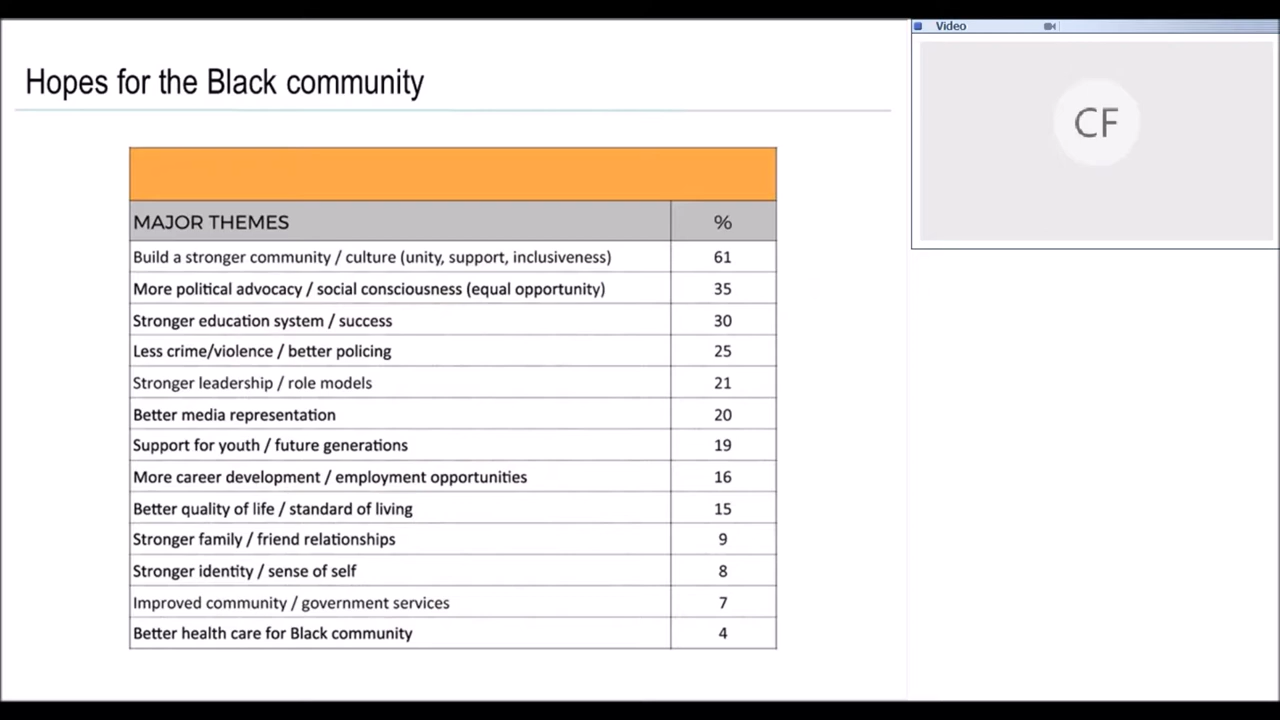 Hopes for the Black community
MAJOR THEMES %
Build a stronger community / culture (unity, support, inclusiveness) 61
More political advocacy / social consciousness (equal opportunity) 35
Stronger education system / success 30
Less crime/violence / better policing 25
Stronger leadership / role models 21
Better media representation 20
Support for youth / future generations 19
More career development / employment opportunities 16
Better quality of life / standard of living 15
Stronger family / friend relationships 9
Stronger identity / sense of self 8
Improved community / government services 7
Better health care for Black community 4
Video
CF